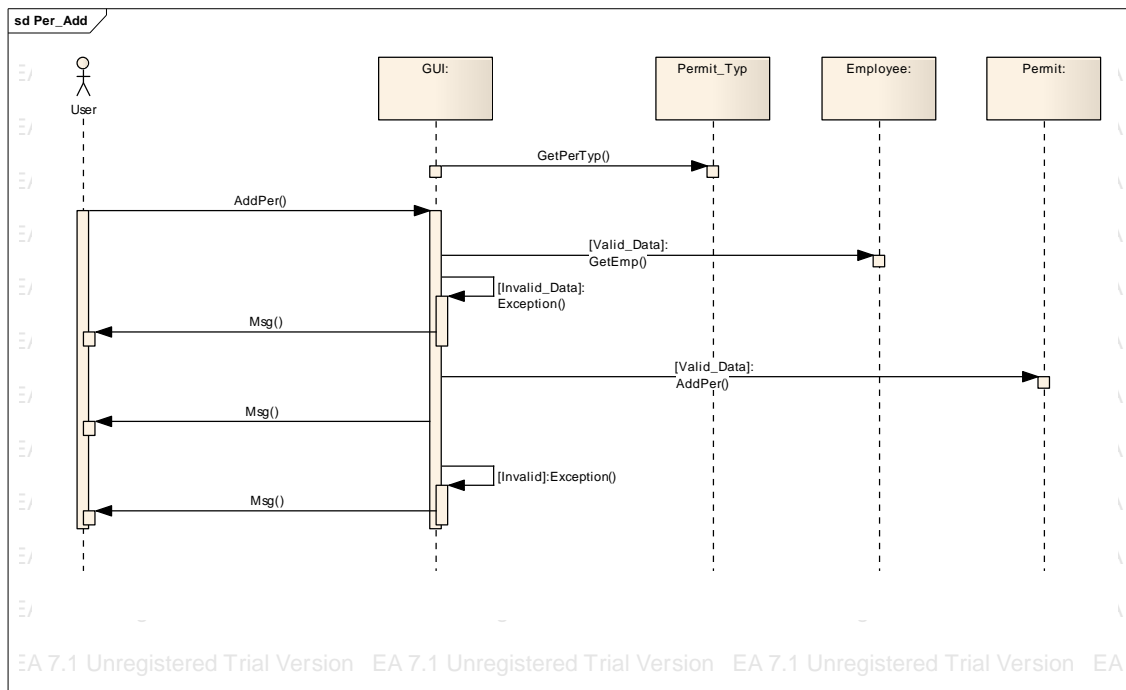 sd Per_Add
User
GUI:
Permit_Typ
Employee:
Permit:
GetPerTyp()
AddPer()
[Valid_Data]:
GetEmp()
[Invalid_Data]:
Exception()
Msg()
[Valid_Data]:
AddPer()
Msg()
[Invalid]:Exception()
Msg()
EA 7.1 Unregistered Trial Version EA 7.1 Unregistered Trial Version EA 7.1 Unregistered Trial Version EA